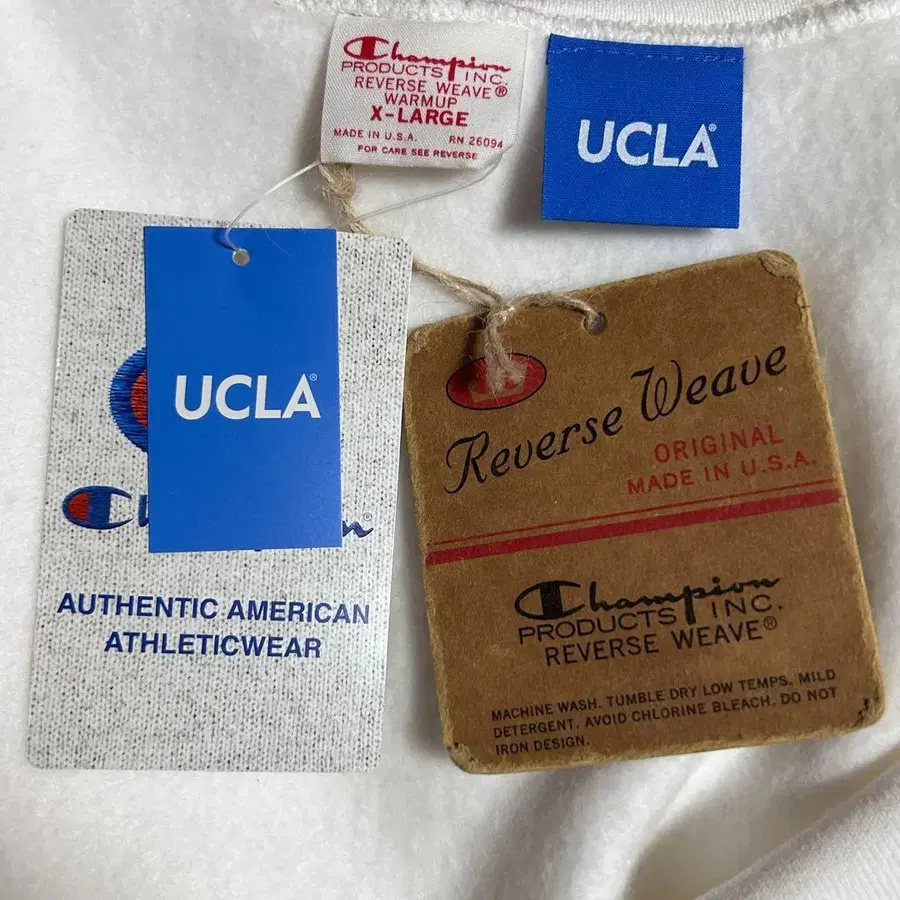 Champion
PRODUCTS INC.
REVERSE WEAVE®
WARMUP
X-LARGE
MADE IN U.S.A. RN 26094
FOR CARE SEE REVERSE
UCLA®
UCLA®
AUTHENTIC AMERICAN
ATHLETICWEAR
Reverse Weave
ORIGINAL
MADE IN U.S.A.
Champion
PRODUCTS INC.
REVERSE WEAVE®
MACHINE WASH. TUMBLE DRY LOW TEMPS. MILD
DETERGENT. AVOID CHLORINE BLEACH. DO NOT
IRON DESIGN.